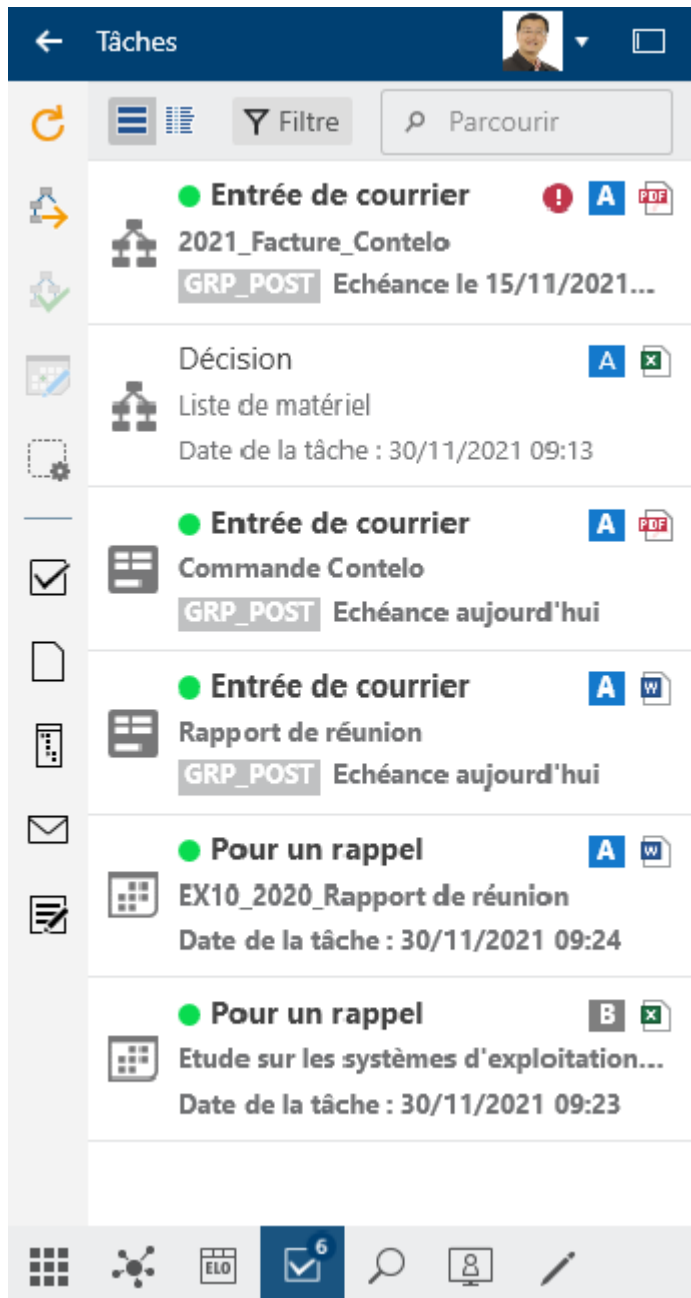 Tâches
Filtre
Parcourir
Entrée de courrier
A
PDF
2021_Facture_Contelo
GRP_POST Echéance le 15/11/2021...
Décision
A
X
Liste de matériel
Date de la tâche : 30/11/2021 09:13
Entrée de courrier
A
PDF
Commande Contelo
GRP_POST Echéance aujourd'hui
Entrée de courrier
A
W
Rapport de réunion
GRP_POST Echéance aujourd'hui
Pour un rappel
A
W
EX10_2020_Rapport de réunion
Date de la tâche : 30/11/2021 09:24
Pour un rappel
B
X
Etude sur les systèmes d'exploitation...
Date de la tâche : 30/11/2021 09:23
ELO
6